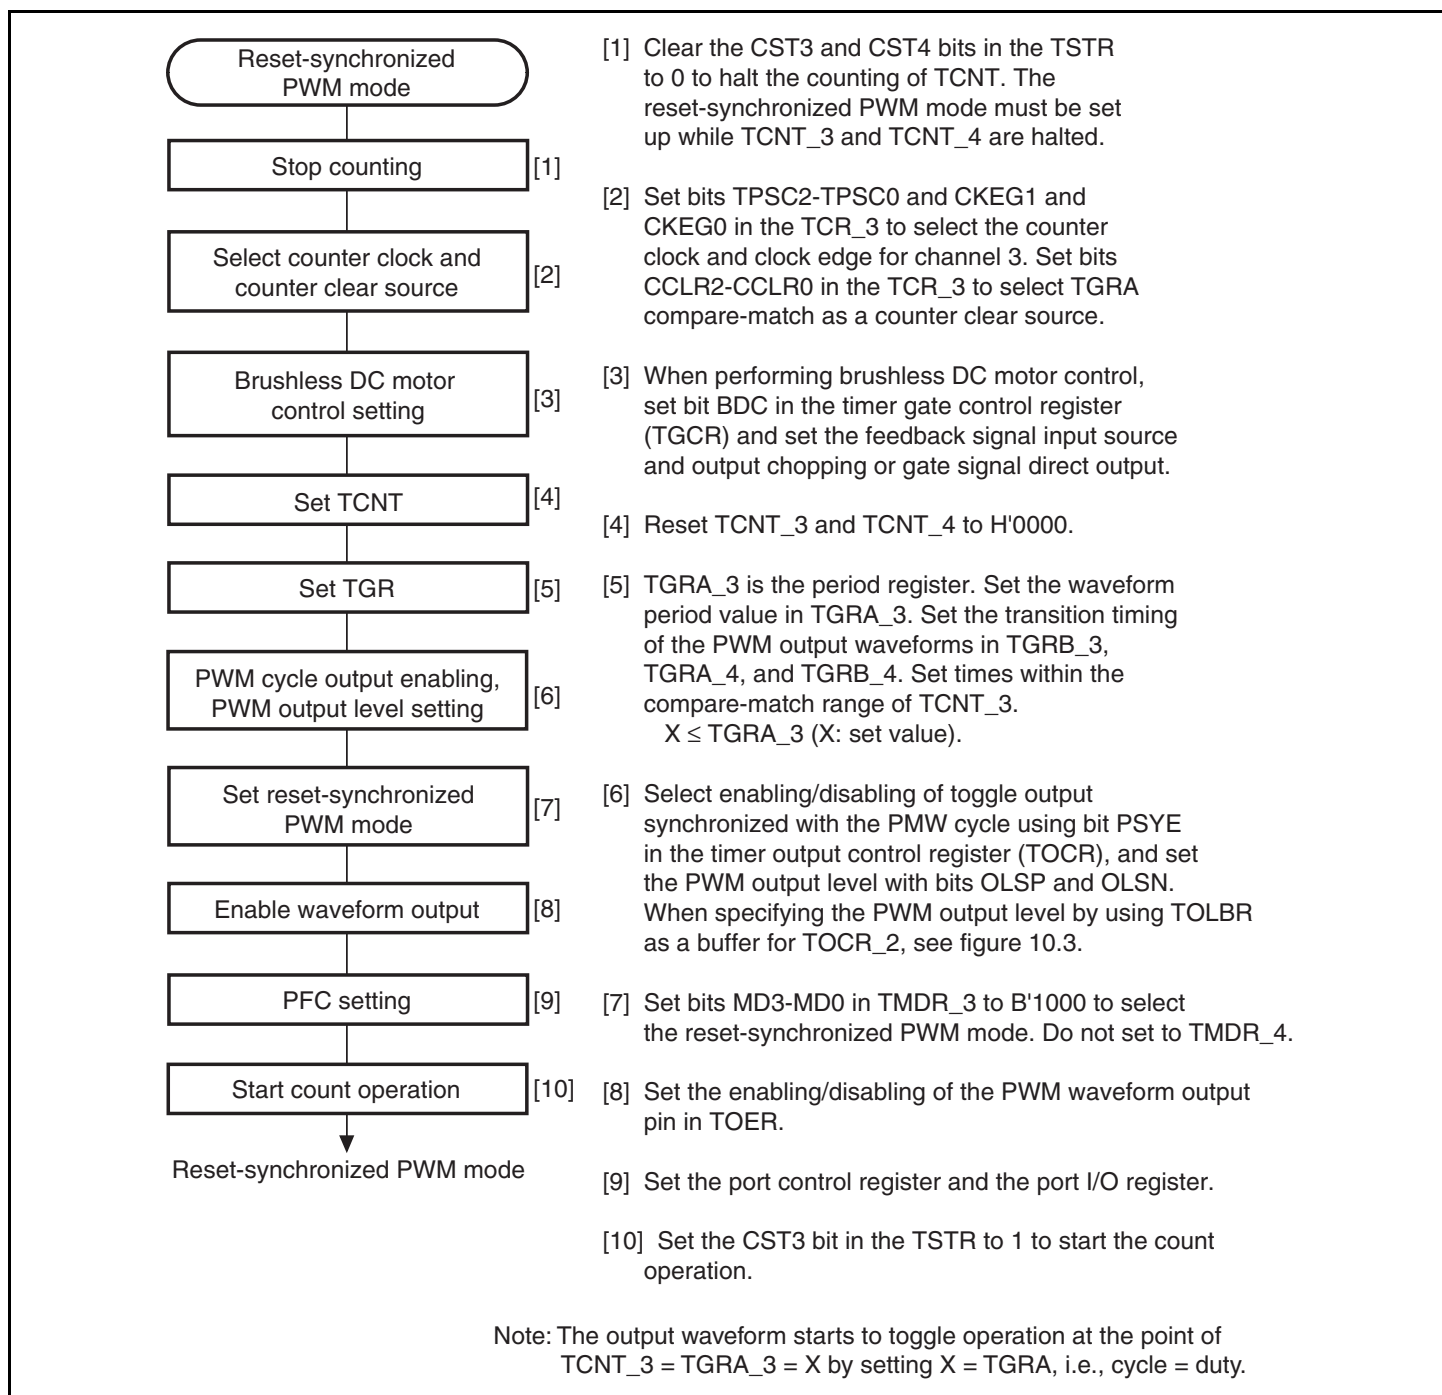 Reset-synchronized
PWM mode
Stop counting
[1]
Select counter clock and
counter clear source
[2]
Brushless DC motor
control setting
[3]
Set TCNT
[4]
Set TGR
[5]
PWM cycle output enabling,
PWM output level setting
[6]
Set reset-synchronized
PWM mode
[7]
Enable waveform output
[8]
PFC setting
[9]
Start count operation
[10]
Reset-synchronized PWM mode
[1] Clear the CST3 and CST4 bits in the TSTR
to 0 to halt the counting of TCNT. The
reset-synchronized PWM mode must be set
up while TCNT_3 and TCNT_4 are halted.
[2] Set bits TPSC2-TPSC0 and CKEG1 and
CKEG0 in the TCR_3 to select the counter
clock and clock edge for channel 3. Set bits
CCLR2-CCLR0 in the TCR_3 to select TGRA
compare-match as a counter clear source.
[3] When performing brushless DC motor control,
set bit BDC in the timer gate control register
(TGCR) and set the feedback signal input source
and output chopping or gate signal direct output.
[4] Reset TCNT_3 and TCNT_4 to H'0000.
[5] TGRA_3 is the period register. Set the waveform
period value in TGRA_3. Set the transition timing
of the PWM output waveforms in TGRB_3,
TGRA_4, and TGRB_4. Set times within the
compare-match range of TCNT_3.
X ≤ TGRA_3 (X: set value).
[6] Select enabling/disabling of toggle output
synchronized with the PMW cycle using bit PSYE
in the timer output control register (TOCR), and set
the PWM output level with bits OLSP and OLSN.
When specifying the PWM output level by using TOLBR
as a buffer for TOCR_2, see figure 10.3.
[7] Set bits MD3-MD0 in TMDR_3 to B'1000 to select
the reset-synchronized PWM mode. Do not set to TMDR_4.
[8] Set the enabling/disabling of the PWM waveform output
pin in TOER.
[9] Set the port control register and the port I/O register.
[10] Set the CST3 bit in the TSTR to 1 to start the count
operation.
Note: The output waveform starts to toggle operation at the point of
TCNT_3 = TGRA_3 = X by setting X = TGRA, i.e., cycle = duty.